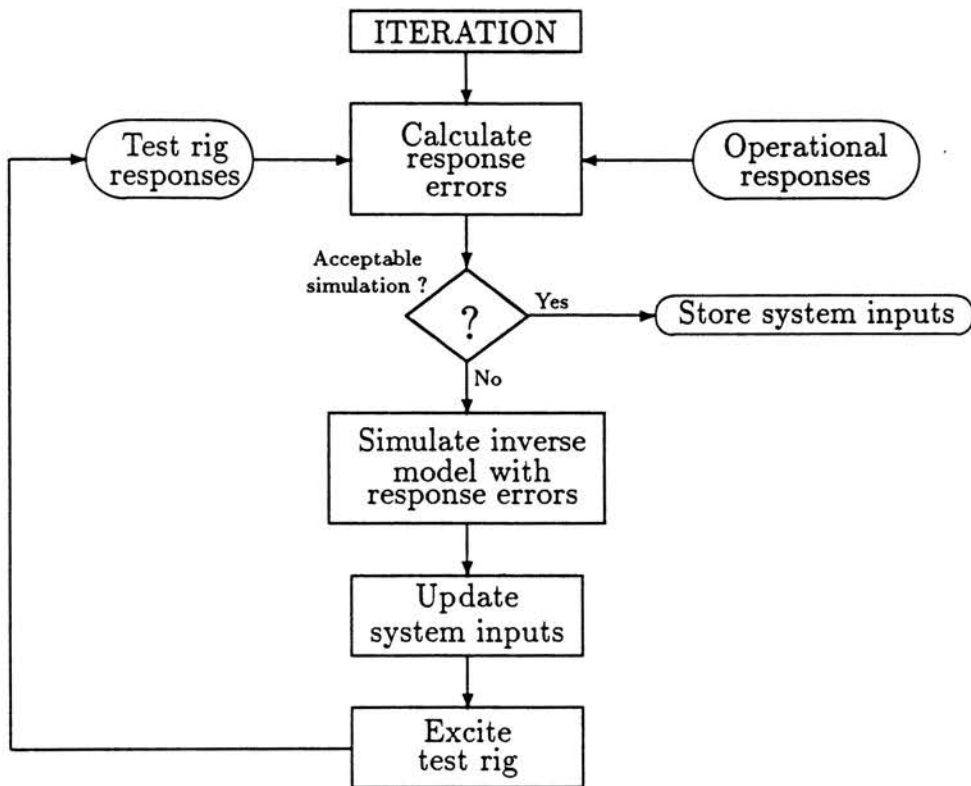 ITERATION
Test rig
responses
Calculate
response
errors
Operational
responses
Acceptable
simulation ?
?
Yes
Store system inputs
No
Simulate inverse
model with
response errors
Update
system inputs
Excite
test rig